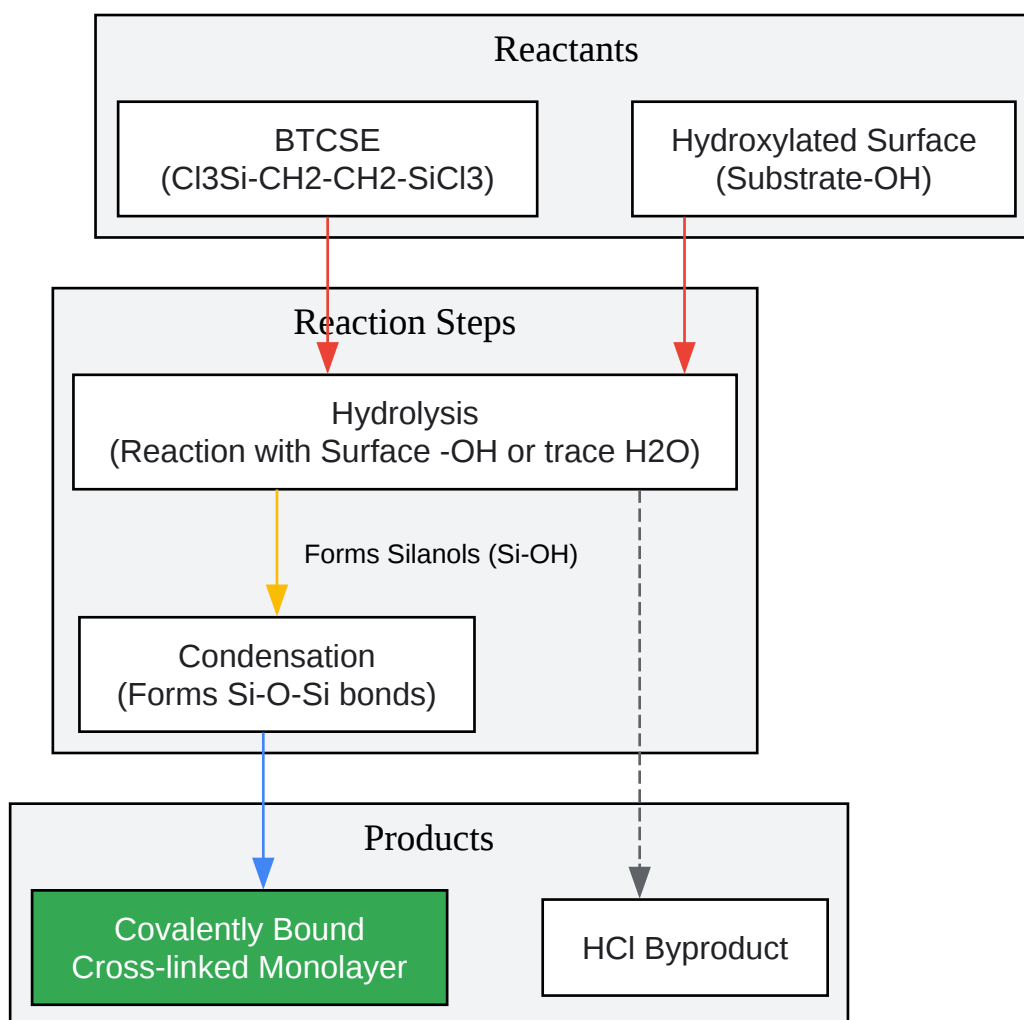 Reactants
BTCSE
(Cl3Si-CH2-CH2-SiCl3)
Hydroxylated Surface
(Substrate-OH)
Reaction Steps
Hydrolysis
(Reaction with Surface -OH or trace H2O)
Forms Silanols (Si-OH)
Condensation
(Forms Si-O-Si bonds)
Products
Covalently Bound
Cross-linked Monolayer
HCl Byproduct